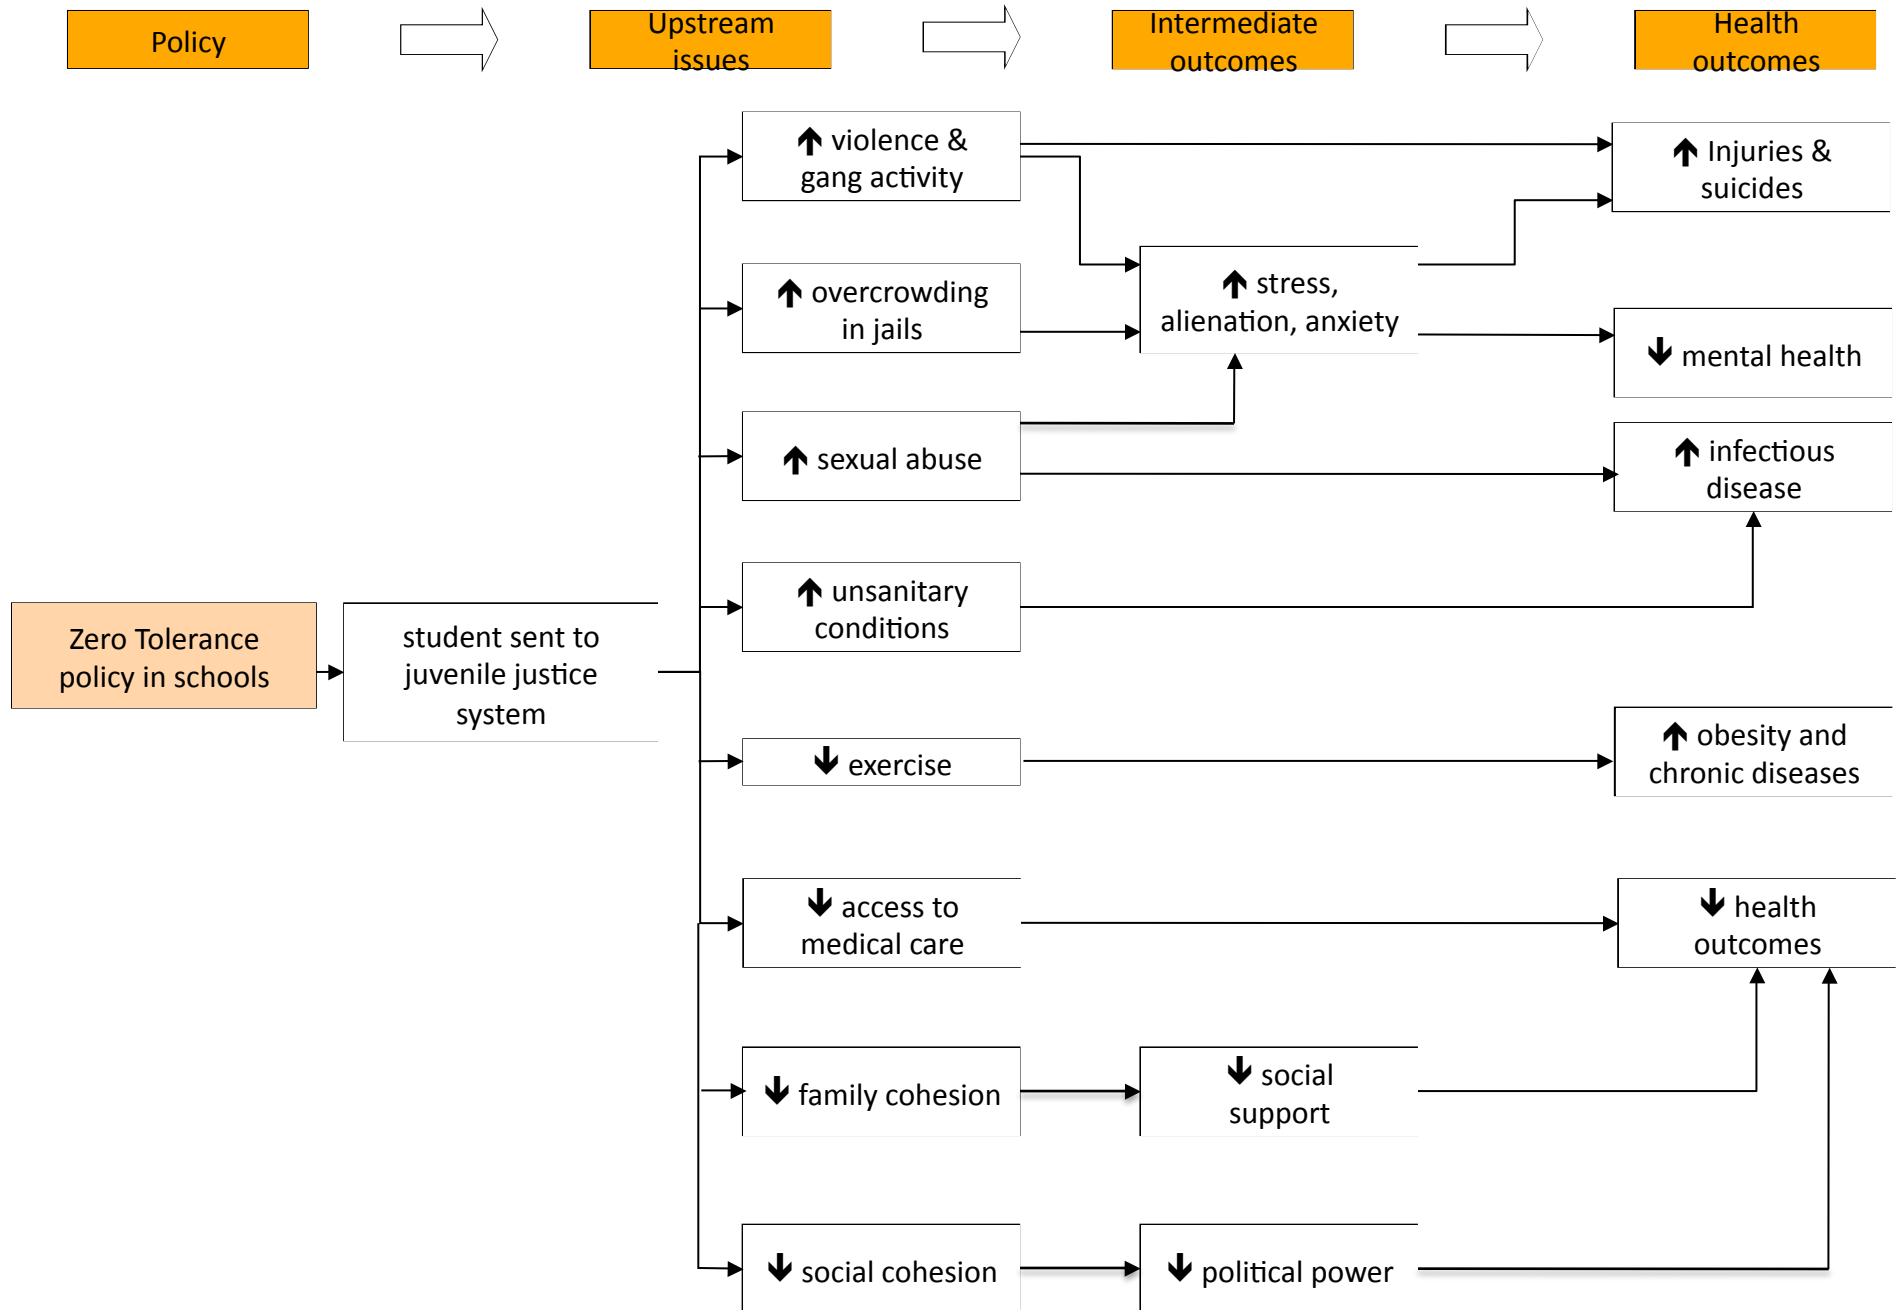 Policy
Upstream
issues
Intermediate
outcomes
Health
outcomes
↑ violence &
gang activity
↑ Injuries &
suicides
↑ overcrowding
in jails
↑ stress,
alienation, anxiety
↓ mental health
↑ sexual abuse
↑ infectious
disease
↑ unsanitary
conditions
Zero Tolerance
policy in schools
student sent to
juvenile justice
system
↓ exercise
↑ obesity and
chronic diseases
↓ access to
medical care
↓ health
outcomes
↓ family cohesion
↓ social
support
↓ social cohesion
↓ political power